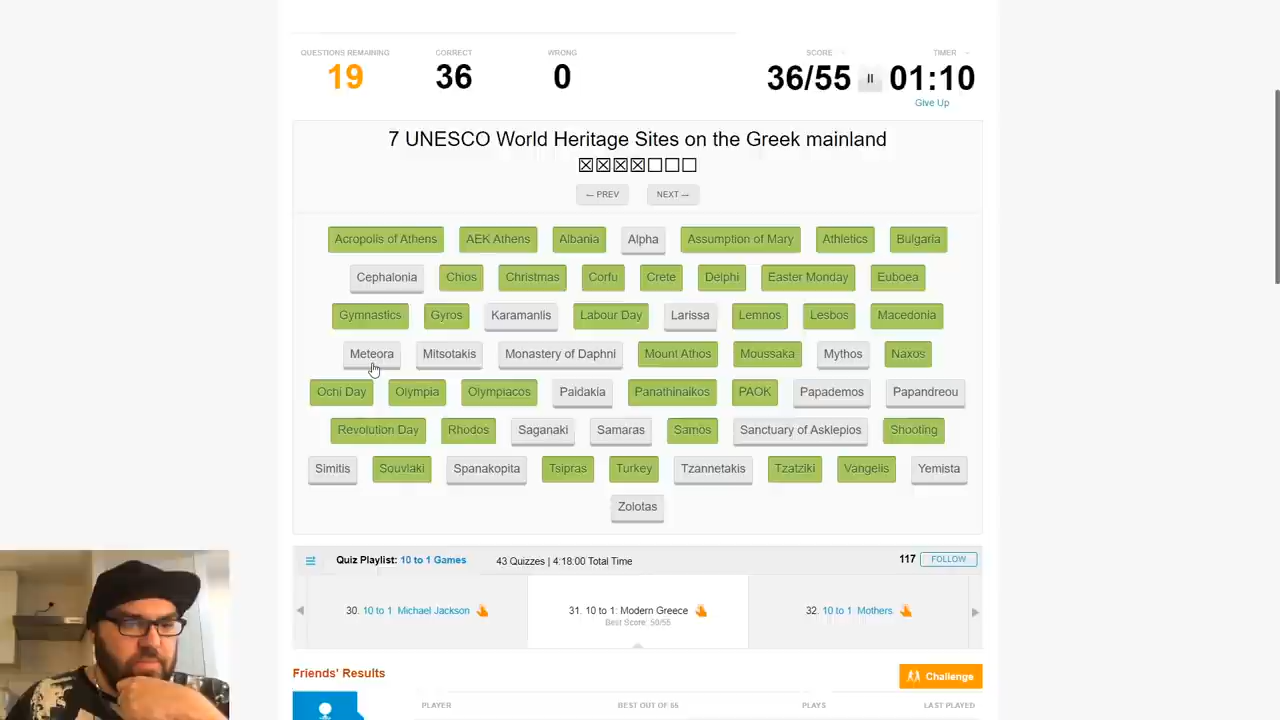 QUESTIONS REMAINING CORRECT WRONG SCORE TIMER
19 36 0 36/55 01:10
Give Up
7 UNESCO World Heritage Sites on the Greek mainland
☒☒☒☒☐☐☐
← PREV NEXT →
Acropolis of Athens AEK Athens Albania Alpha Assumption of Mary Athletics Bulgaria
Cephalonia Chios Christmas Corfu Crete Delphi Easter Monday Euboea
Gymnastics Gyros Karamanlis Labour Day Larissa Lemnos Lesbos Macedonia
Meteora Mitsotakis Monastery of Daphni Mount Athos Moussaka Mythos Naxos
Ochi Day Olympia Olympiacos Paidakia Panathinaikos PAOK Papademos Papandreou
Revolution Day Rhodos Saganaki Samaras Samos Sanctuary of Asklepios Shooting
Simitis Souvlaki Spanakopita Tsipras Turkey Tzannetakis Tzatziki Vangelis Yemista
Zolotas
Quiz Playlist: 10 to 1 Games 43 Quizzes | 4:18:00 Total Time 117 FOLLOW
30. 10 to 1 Michael Jackson 31. 10 to 1: Modern Greece 32. 10 to 1 Mothers
Best Score: 50/55
Friends' Results Challenge
PLAYER BEST OUT OF 55 PLAYS LAST PLAYED